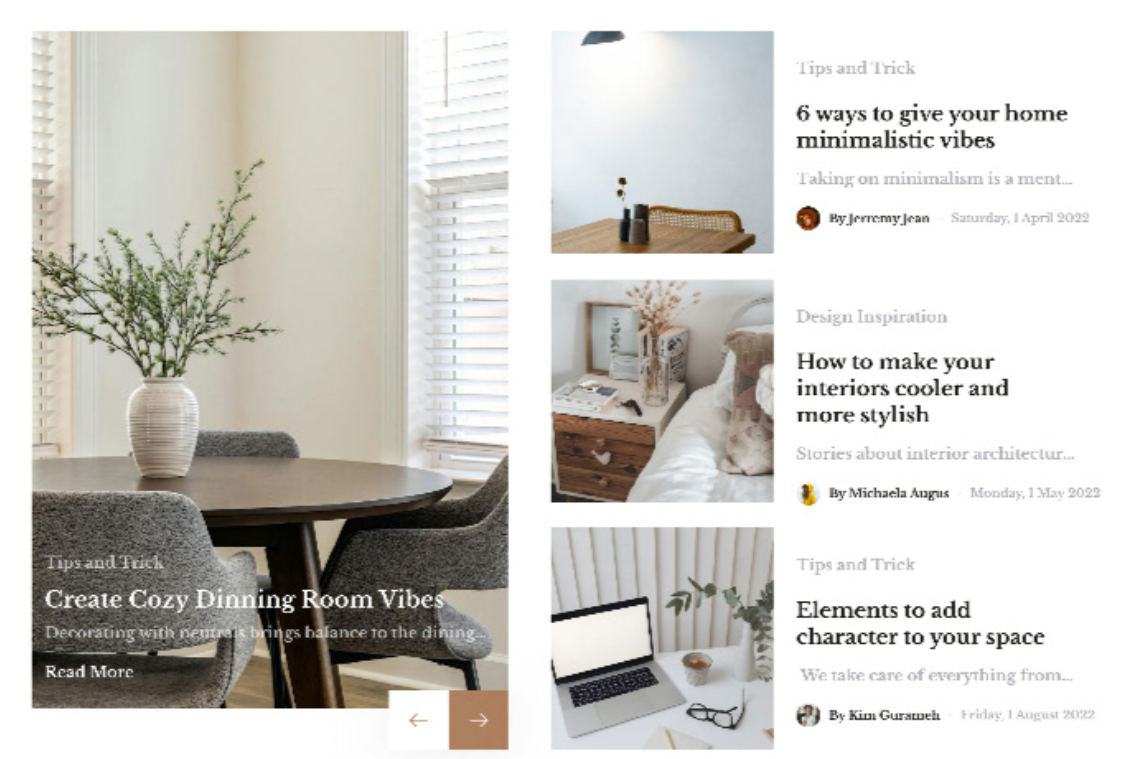 Tips and Trick
Create Cozy Dinning Room Vibes
Decorating with neutrals brings balance to the dining...
Read More
Tips and Trick
6 ways to give your home
minimalistic vibes
Taking on minimalism is a ment...
By Jerremy Jean · Saturday, 1 April 2022
Design Inspiration
How to make your
interiors cooler and
more stylish
Stories about interior architectur...
By Michaela Augus · Monday, 1 May 2022
Tips and Trick
Elements to add
character to your space
We take care of everything from...
By Kim Gurameh · Friday, 1 August 2022